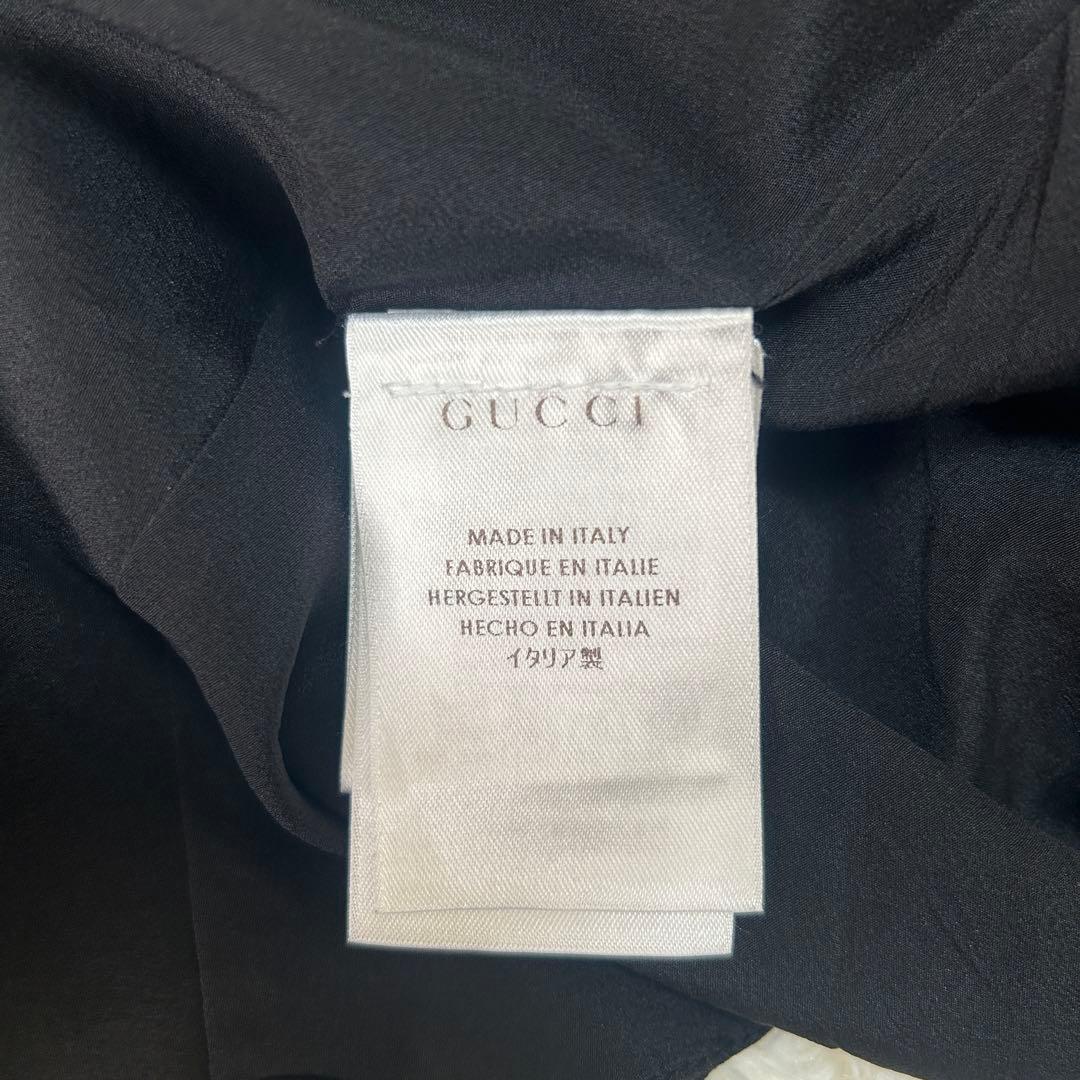 GUCCI
MADE IN ITALY
FABRIQUE EN ITALIE
HERGESTELLT IN ITALIEN
HECHO EN ITALIA
イタリア製